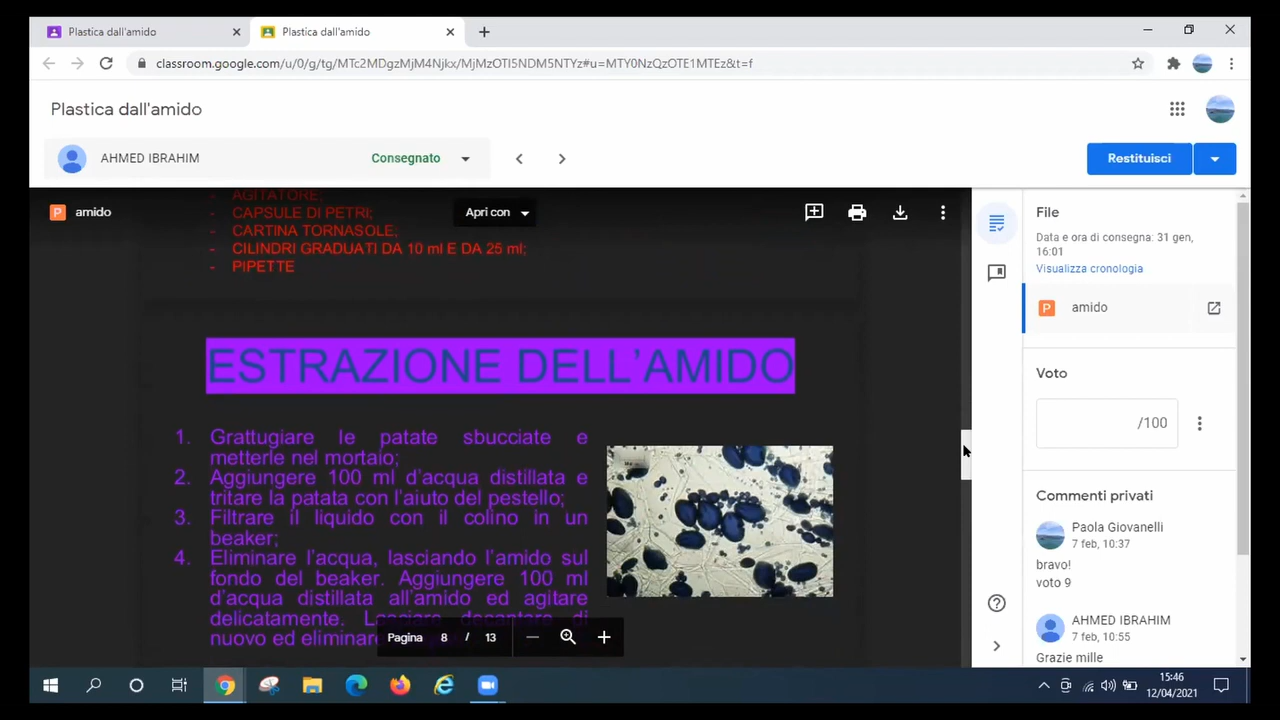 Plastica dall'amido
Plastica dall'amido
classroom.google.com/u/0/g/tg/MTc2MDgzMjM4Njkx/MjMzOTI5NDM5NTYz#u=MTY0NzQzOTE1MTEz&t=f
Plastica dall'amido
AHMED IBRAHIM
Consegnato
Restituisci
amido
Apri con
- AGITATORE;
- CAPSULE DI PETRI;
- CARTINA TORNASOLE,
- CILINDRI GRADUATI DA 10 ml E DA 25 ml;
- PIPETTE
ESTRAZIONE DELL'AMIDO
1. Grattugiare le patate sbucciate e
metterle nel mortaio;
2. Aggiungere 100 ml d'acqua distillata e
tritare la patata con l'aiuto del pestello;
3. Filtrare il liquido con il colino in un
beaker;
4. Eliminare l'acqua, lasciando l'amido sul
fondo del beaker. Aggiungere 100 ml
d'acqua distillata all'amido ed agitare
delicatamente. Lasciare decantare di
nuovo ed eliminare
Pagina 8 / 13
File
Data e ora di consegna: 31 gen,
16:01
Visualizza cronologia
amido
Voto
/100
Commenti privati
Paola Giovanelli
7 feb, 10:37
bravo!
voto 9
AHMED IBRAHIM
7 feb, 10:55
Grazie mille
15:46
12/04/2021